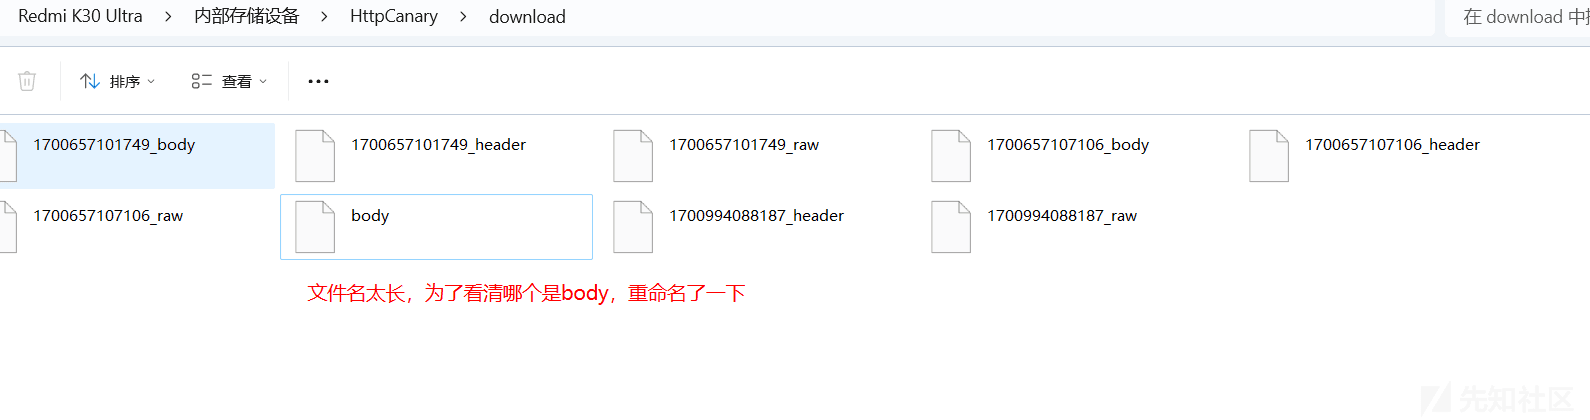 Redmi K30 Ultra > 内部存储设备 > HttpCanary > download
在 download 中
排序 查看
1700657101749_body 1700657101749_header 1700657101749_raw 1700657107106_body 1700657107106_header
1700657107106_raw body 1700994088187_header 1700994088187_raw
文件名太长，为了看清哪个是body，重命名了一下
先知社区